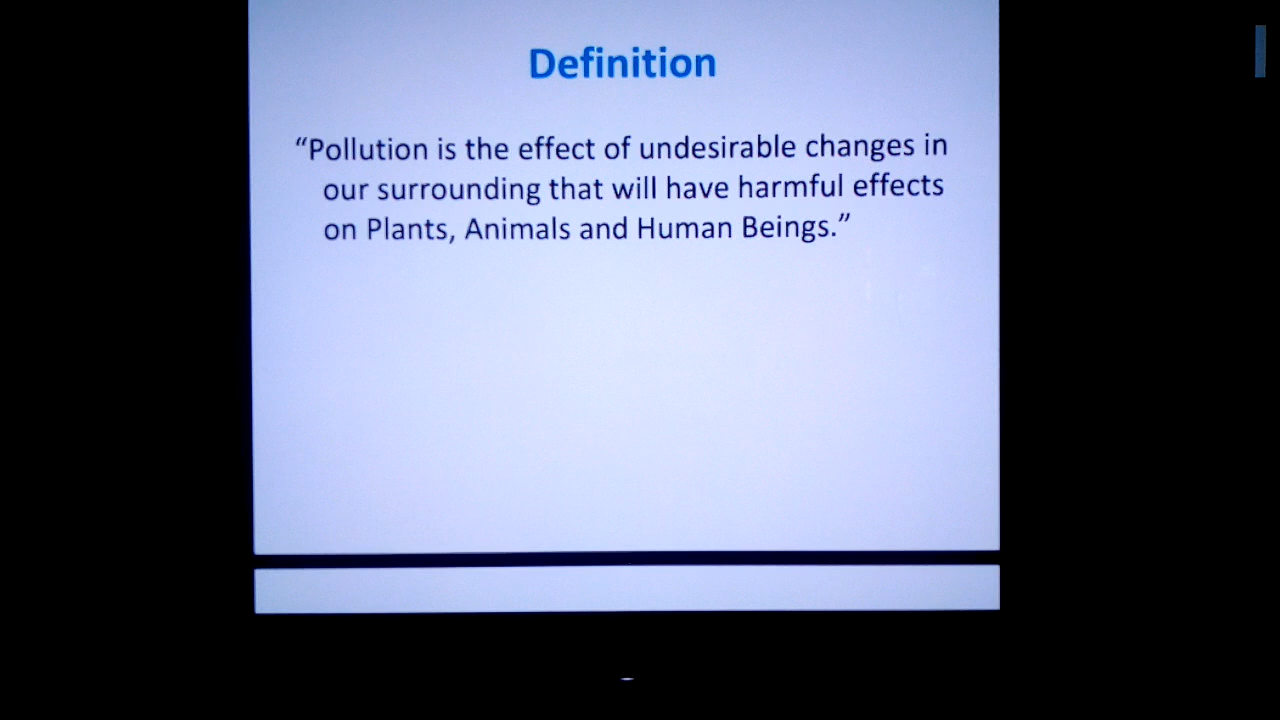 Definition
“Pollution is the effect of undesirable changes in
our surrounding that will have harmful effects
on Plants, Animals and Human Beings.”